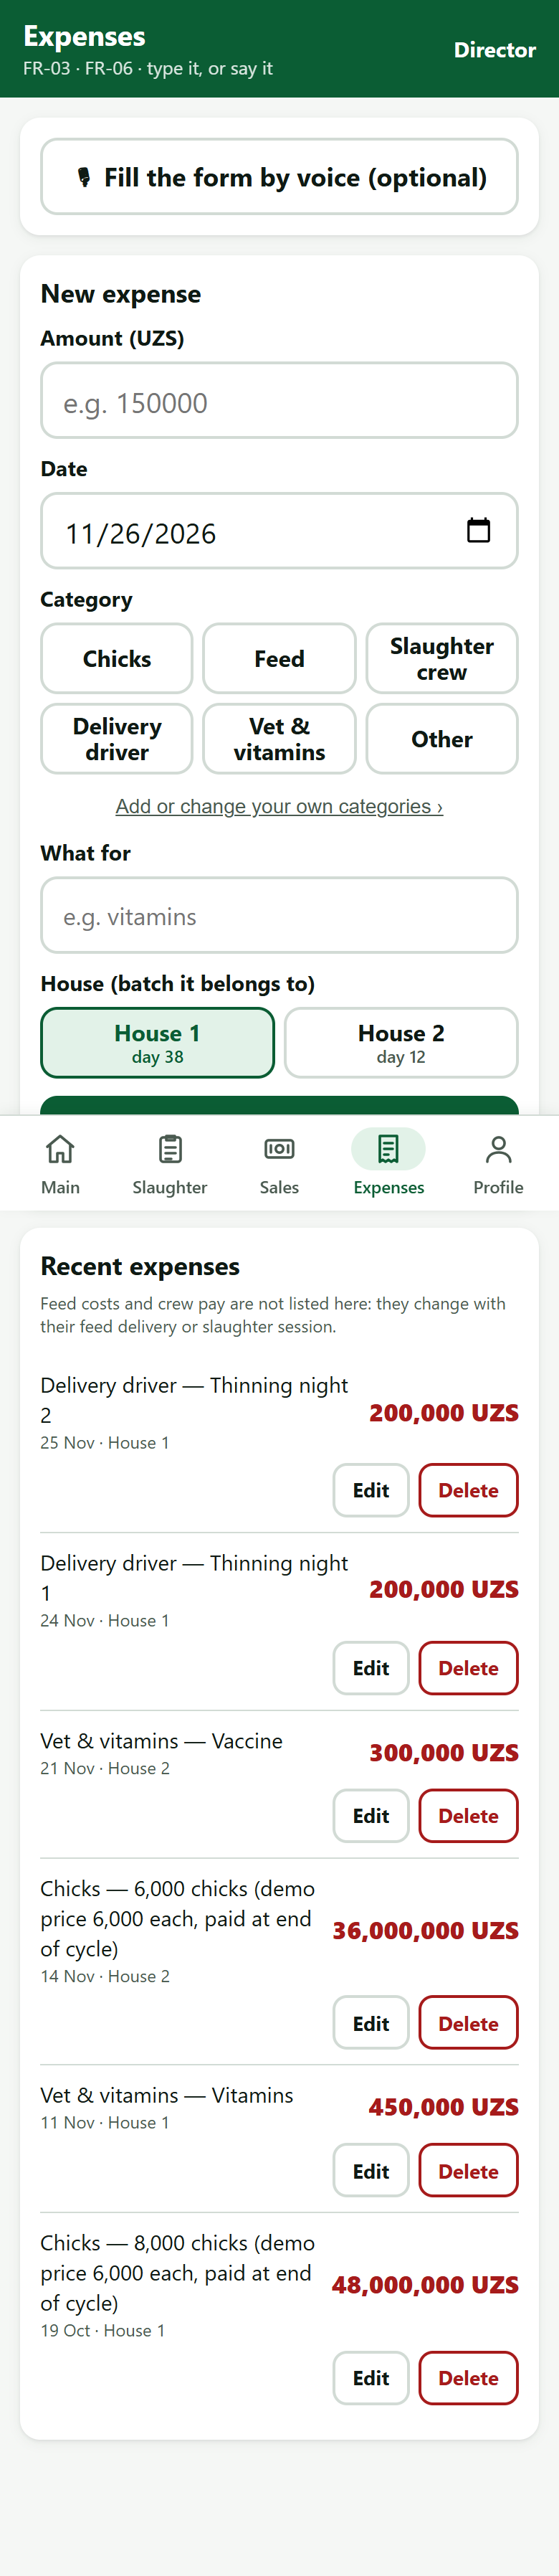 Expenses
FR-03 · FR-06 · type it, or say it
Director
Fill the form by voice (optional)
New expense
Amount (UZS)
e.g. 150000
Date
11/26/2026
Category
Chicks
Feed
Slaughter
crew
Delivery
driver
Vet &
vitamins
Other
Add or change your own categories ›
What for
e.g. vitamins
House (batch it belongs to)
House 1
day 38
House 2
day 12
Main
Slaughter
Sales
Expenses
Profile
Recent expenses
Feed costs and crew pay are not listed here: they change with
their feed delivery or slaughter session.
Delivery driver — Thinning night
2
25 Nov · House 1
200,000 UZS
Edit
Delete
Delivery driver — Thinning night
1
24 Nov · House 1
200,000 UZS
Edit
Delete
Vet & vitamins — Vaccine
21 Nov · House 2
300,000 UZS
Edit
Delete
Chicks — 6,000 chicks (demo
price 6,000 each, paid at end
of cycle)
14 Nov · House 2
36,000,000 UZS
Edit
Delete
Vet & vitamins — Vitamins
11 Nov · House 1
450,000 UZS
Edit
Delete
Chicks — 8,000 chicks (demo
price 6,000 each, paid at end
of cycle)
19 Oct · House 1
48,000,000 UZS
Edit
Delete